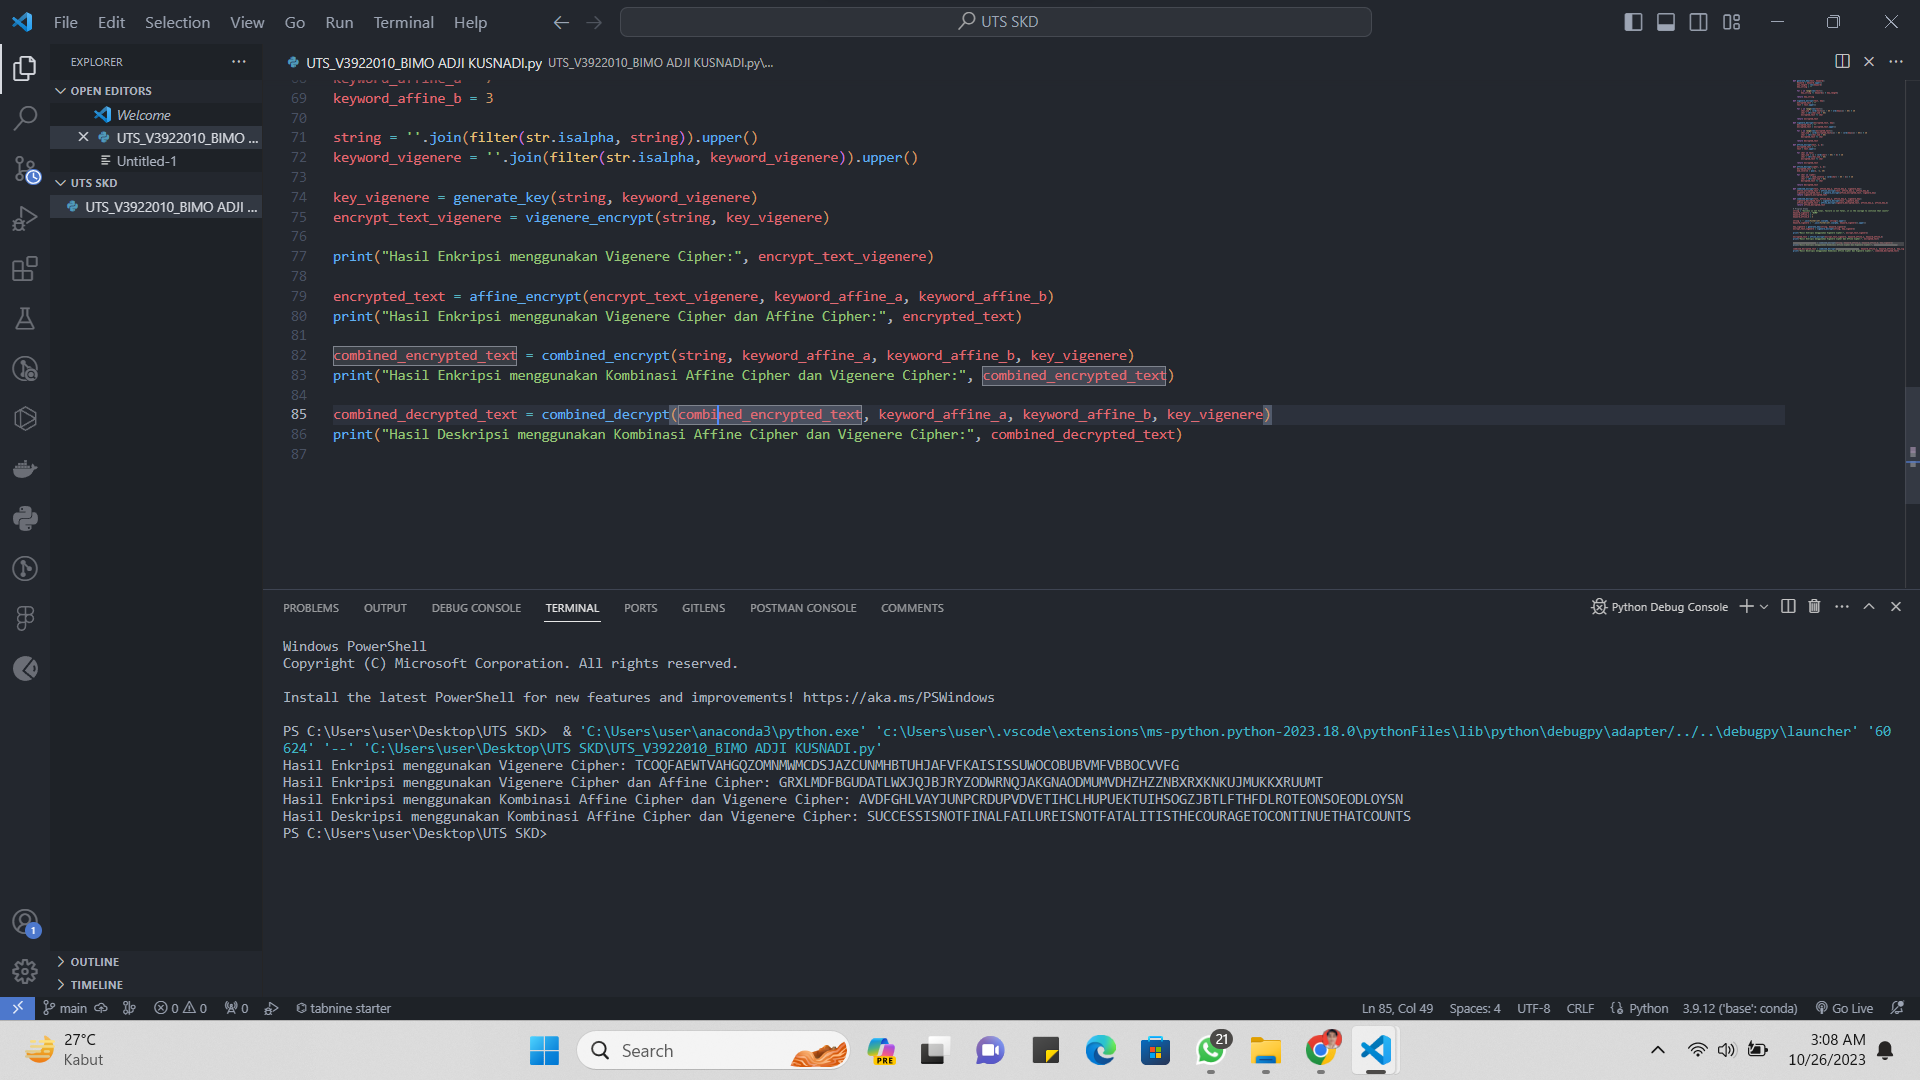 File Edit Selection View Go Run Terminal Help
UTS SKD
EXPLORER
OPEN EDITORS
Welcome
UTS_V3922010_BIMO ...
Untitled-1
UTS SKD
UTS_V3922010_BIMO ADJI ...
OUTLINE
TIMELINE
UTS_V3922010_BIMO ADJI KUSNADI.py UTS_V3922010_BIMO ADJI KUSNADI.py\...
69 keyword_affine_b = 3
70
71 string = ''.join(filter(str.isalpha, string)).upper()
72 keyword_vigenere = ''.join(filter(str.isalpha, keyword_vigenere)).upper()
73
74 key_vigenere = generate_key(string, keyword_vigenere)
75 encrypt_text_vigenere = vigenere_encrypt(string, key_vigenere)
76
77 print("Hasil Enkripsi menggunakan Vigenere Cipher:", encrypt_text_vigenere)
78
79 encrypted_text = affine_encrypt(encrypt_text_vigenere, keyword_affine_a, keyword_affine_b)
80 print("Hasil Enkripsi menggunakan Vigenere Cipher dan Affine Cipher:", encrypted_text)
81
82 combined_encrypted_text = combined_encrypt(string, keyword_affine_a, keyword_affine_b, key_vigenere)
83 print("Hasil Enkripsi menggunakan Kombinasi Affine Cipher dan Vigenere Cipher:", combined_encrypted_text)
84
85 combined_decrypted_text = combined_decrypt(combined_encrypted_text, keyword_affine_a, keyword_affine_b, key_vigenere)
86 print("Hasil Deskripsi menggunakan Kombinasi Affine Cipher dan Vigenere Cipher:", combined_decrypted_text)
87
PROBLEMS OUTPUT DEBUG CONSOLE TERMINAL PORTS GITLENS POSTMAN CONSOLE COMMENTS
Python Debug Console
Windows PowerShell
Copyright (C) Microsoft Corporation. All rights reserved.
Install the latest PowerShell for new features and improvements! https://aka.ms/PSWindows
PS C:\Users\user\Desktop\UTS SKD>  & 'C:\Users\user\anaconda3\python.exe' 'c:\Users\user\.vscode\extensions\ms-python.python-2023.18.0\pythonFiles\lib\python\debugpy\adapter/../..\debugpy\launcher' '60
624' '--' 'C:\Users\user\Desktop\UTS SKD\UTS_V3922010_BIMO ADJI KUSNADI.py'
Hasil Enkripsi menggunakan Vigenere Cipher: TCOQFAEWTVAHGQZOMNMWMCDSJAZCUNMHBTUHJAFVFKAISISSUWOCOBUBVMFVBBOCVVFG
Hasil Enkripsi menggunakan Vigenere Cipher dan Affine Cipher: GRXLMDFBGUDATLWXJQJBJRYZODWRNQJAKGNAODMUMVDHZHZZNBXRXKNKUJMUKKXRUUMT
Hasil Enkripsi menggunakan Kombinasi Affine Cipher dan Vigenere Cipher: AVDFGHLVAYJUNPCRDUPVDVETIHCLHUPUEKTUIHSOGZJBTLFTHFDLROTEONSOEODLOYSN
Hasil Deskripsi menggunakan Kombinasi Affine Cipher dan Vigenere Cipher: SUCCESSISNOTFINALFAILUREISNOTFATALITISTHECOURAGETOCONTINUETHATCOUNTS
PS C:\Users\user\Desktop\UTS SKD>
1
main 0 0 0 tabnine starter
Ln 85, Col 49 Spaces: 4 UTF-8 CRLF Python 3.9.12 ('base': conda) Go Live
27°C
Kabut
Search
PRE
21
3:08 AM
10/26/2023